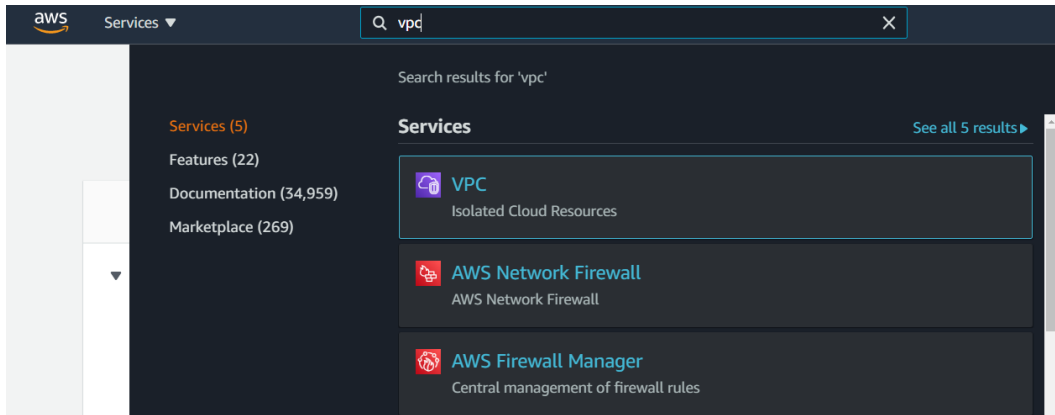 aws Services ▼ vpc
Search results for 'vpc'
Services (5)
Features (22)
Documentation (34,959)
Marketplace (269)
Services See all 5 results ▶
VPC
Isolated Cloud Resources
AWS Network Firewall
AWS Network Firewall
AWS Firewall Manager
Central management of firewall rules